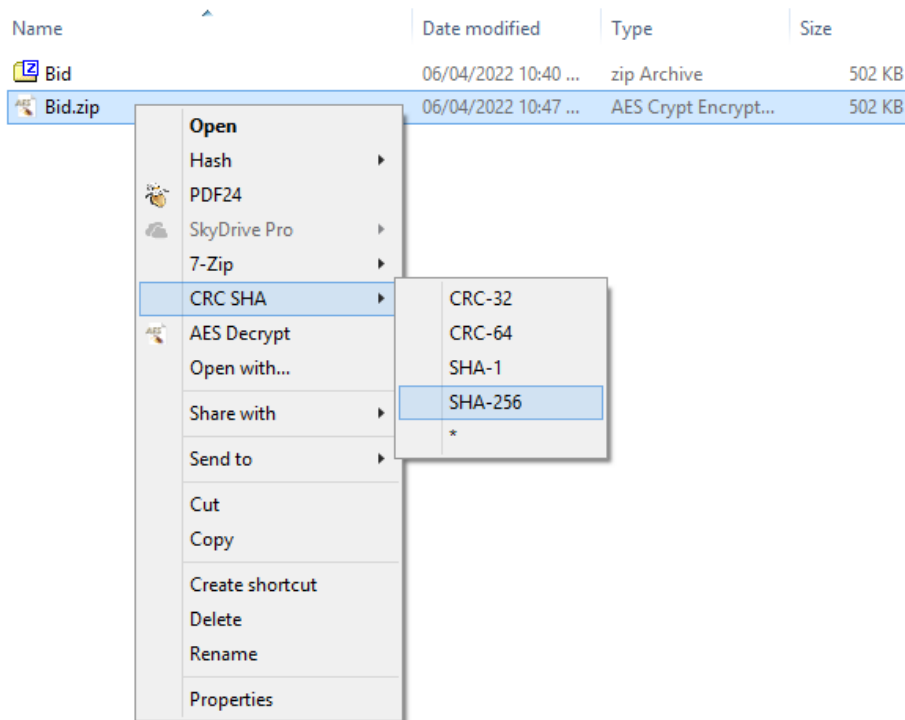 Name Date modified Type Size
Bid 06/04/2022 10:40 ... zip Archive 502 KB
Bid.zip 06/04/2022 10:47 ... AES Crypt Encrypt... 502 KB
Open
Hash
PDF24
SkyDrive Pro
7-Zip
CRC SHA
AES Decrypt
Open with...
Share with
Send to
Cut
Copy
Create shortcut
Delete
Rename
Properties
CRC-32
CRC-64
SHA-1
SHA-256
*